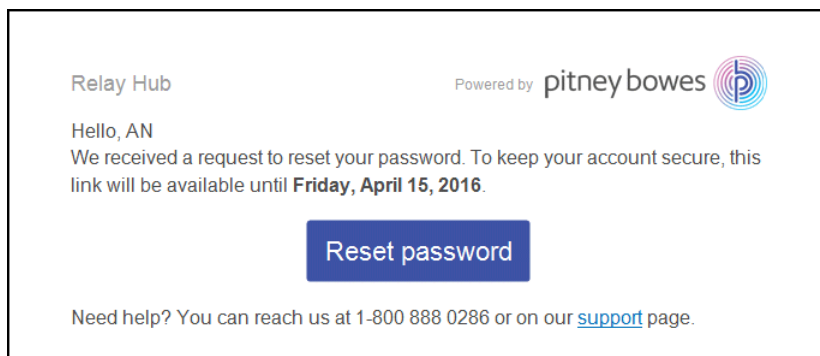 Relay Hub
Powered by pitney bowes
Hello, AN
We received a request to reset your password. To keep your account secure, this
link will be available until Friday, April 15, 2016.
Reset password
Need help? You can reach us at 1-800 888 0286 or on our support page.